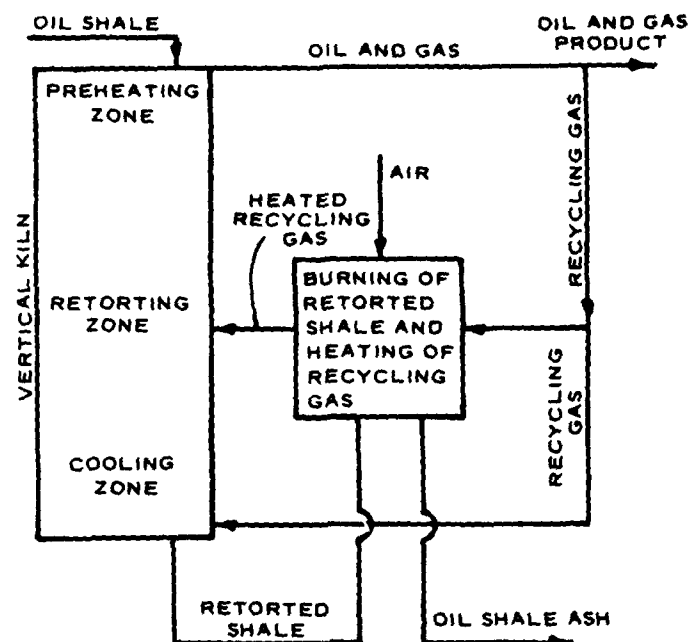 OIL SHALE
OIL AND GAS
OIL AND GAS
PRODUCT
PREHEATING
ZONE
RECYCLING GAS
AIR
HEATED
RECYCLING
GAS
VERTICAL KILN
RETORTING
ZONE
BURNING OF
RETORTED
SHALE AND
HEATING OF
RECYCLING
GAS
RECYCLING
GAS
COOLING
ZONE
RETORTED
SHALE
OIL SHALE ASH